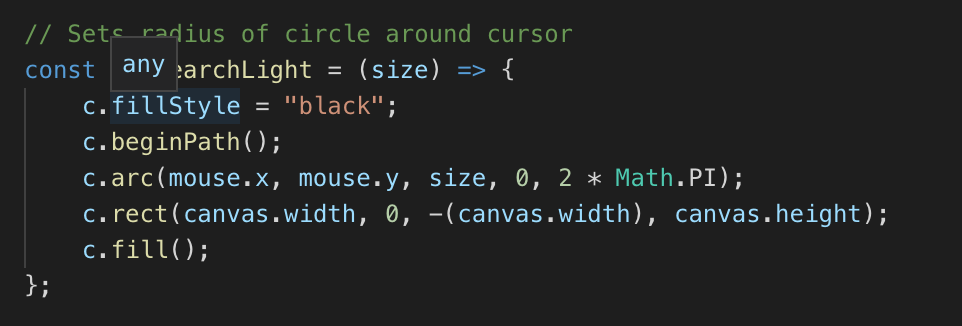 // Sets radius of circle around cursor
any
const earchLight = (size) => {
c.fillStyle = "black";
c.beginPath();
c.arc(mouse.x, mouse.y, size, 0, 2 * Math.PI);
c.rect(canvas.width, 0, -(canvas.width), canvas.height);
c.fill();
};